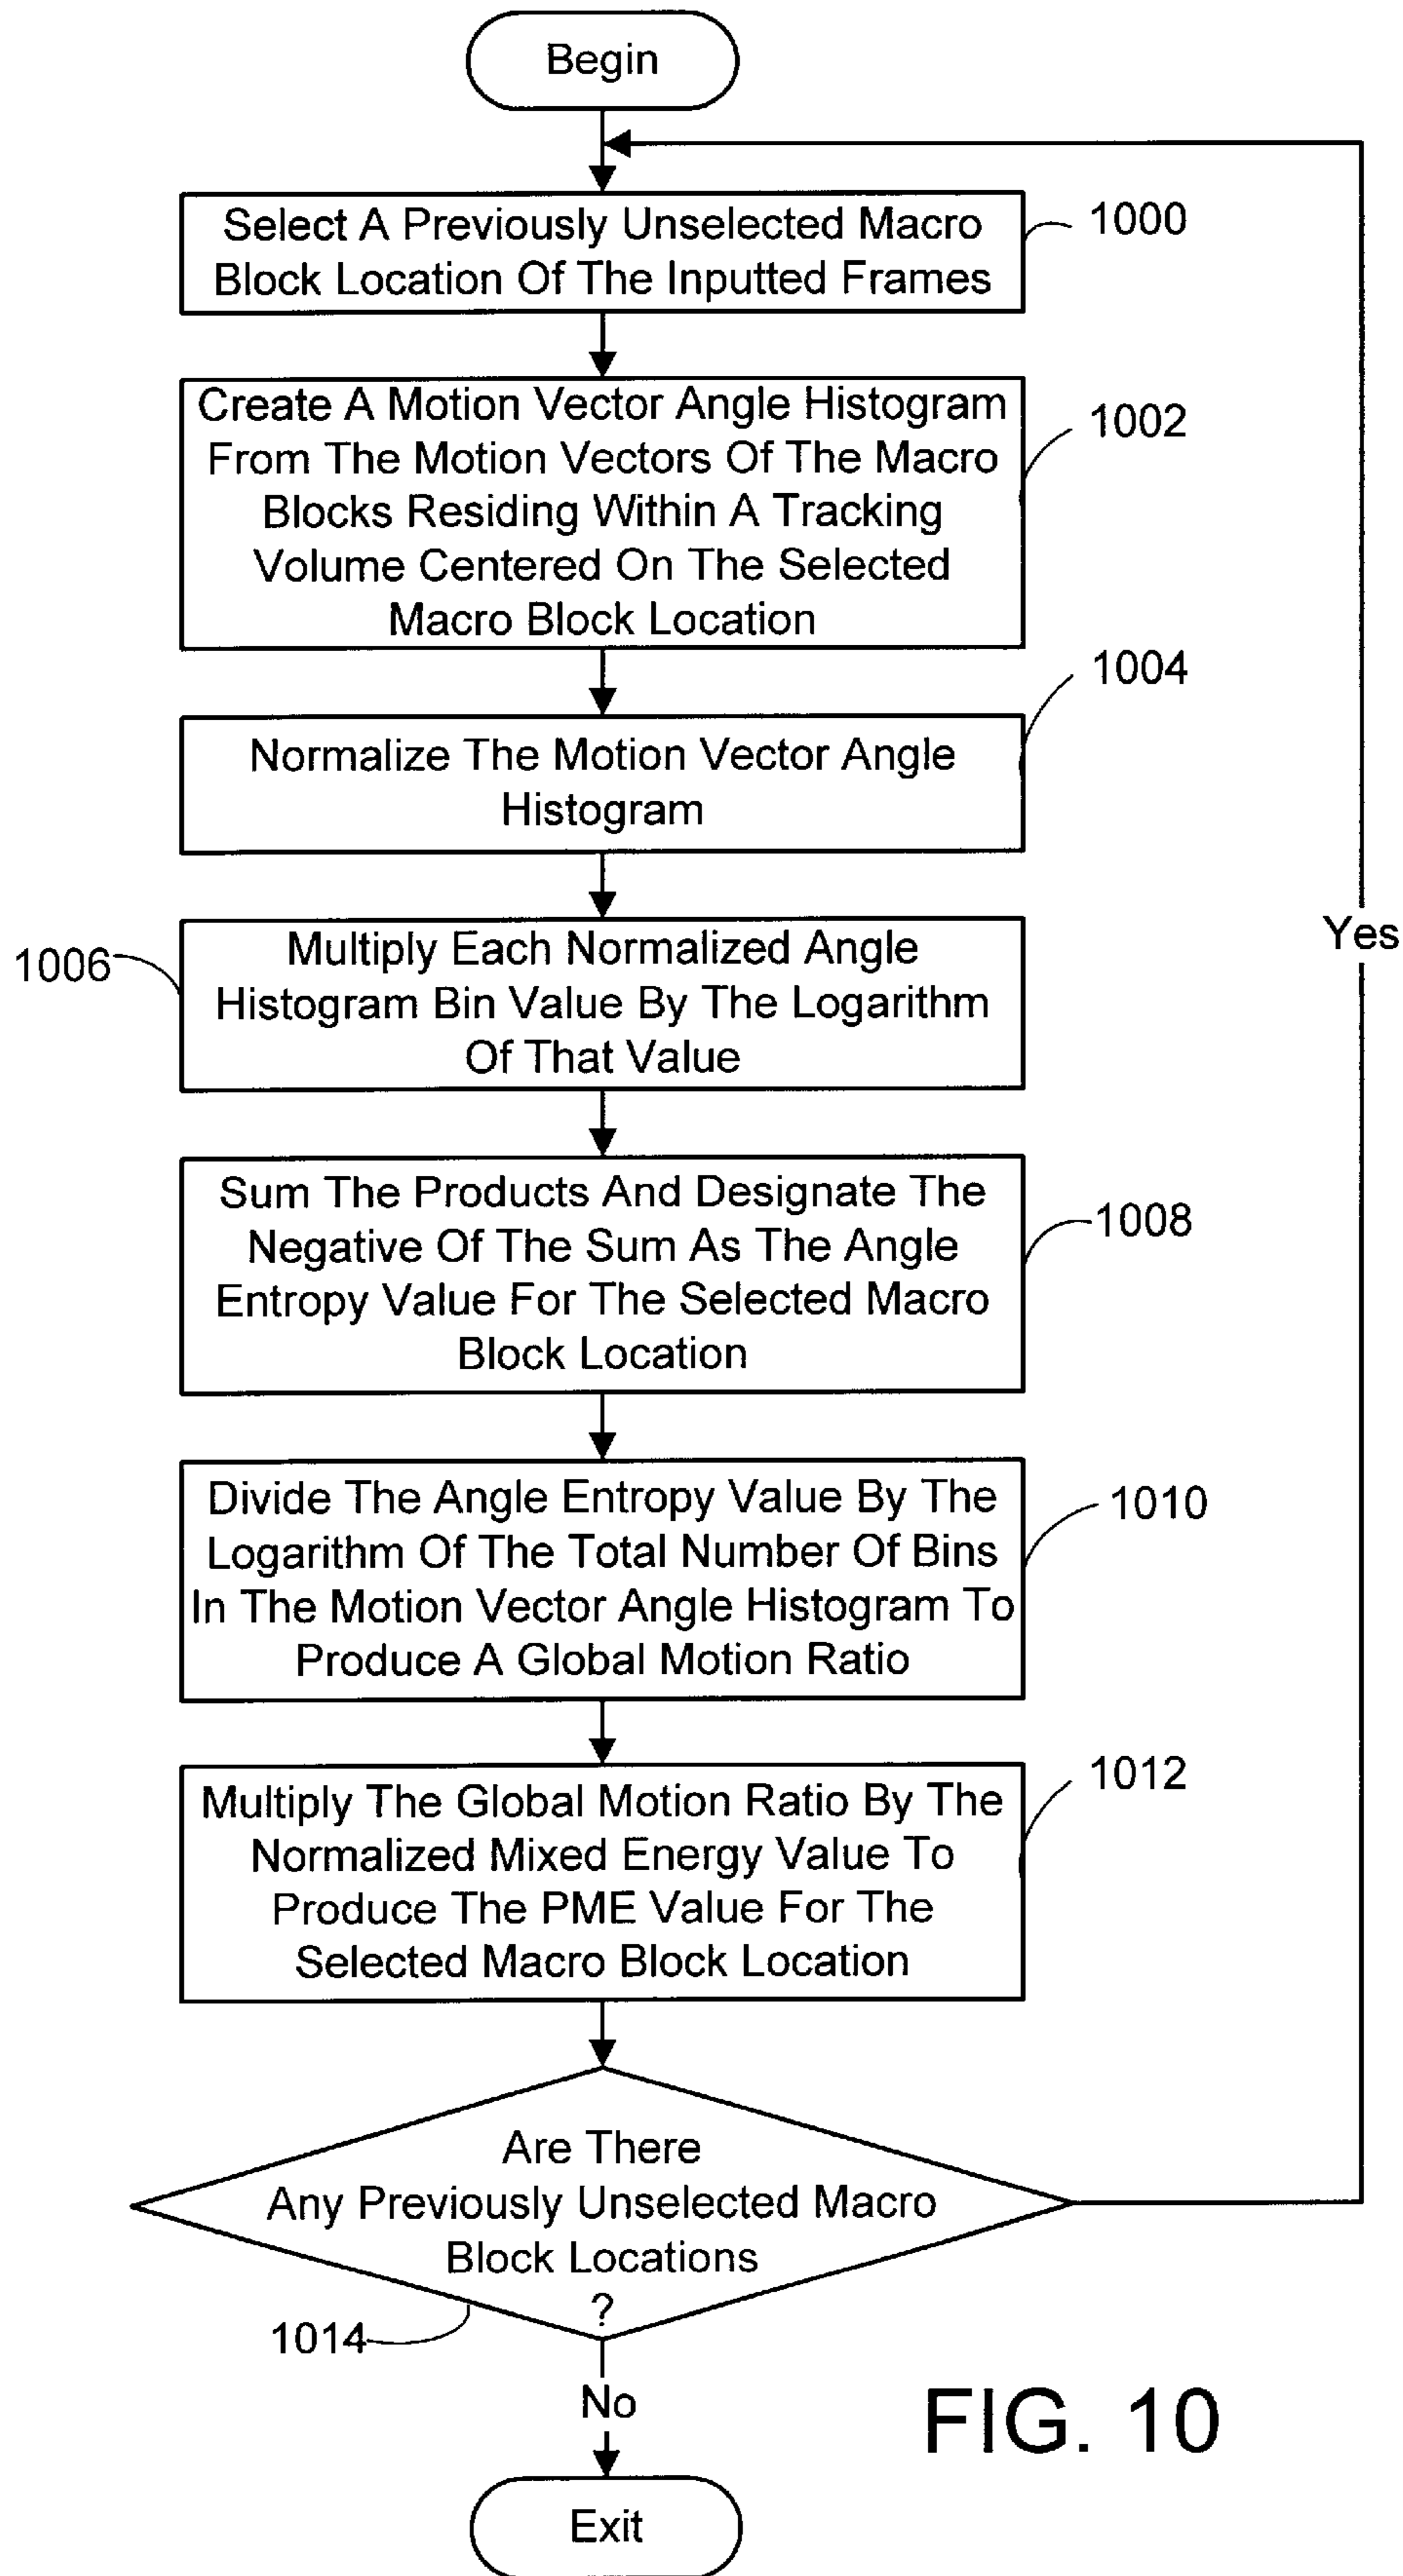 Begin
Select A Previously Unselected Macro
Block Location Of The Inputted Frames
1000
Create A Motion Vector Angle Histogram
From The Motion Vectors Of The Macro
Blocks Residing Within A Tracking
Volume Centered On The Selected
Macro Block Location
1002
Normalize The Motion Vector Angle
Histogram
1004
Multiply Each Normalized Angle
Histogram Bin Value By The Logarithm
Of That Value
1006
Sum The Products And Designate The
Negative Of The Sum As The Angle
Entropy Value For The Selected Macro
Block Location
1008
Divide The Angle Entropy Value By The
Logarithm Of The Total Number Of Bins
In The Motion Vector Angle Histogram To
Produce A Global Motion Ratio
1010
Multiply The Global Motion Ratio By The
Normalized Mixed Energy Value To
Produce The PME Value For The
Selected Macro Block Location
1012
Are There
Any Previously Unselected Macro
Block Locations
?
1014
Yes
No
Exit
FIG. 10